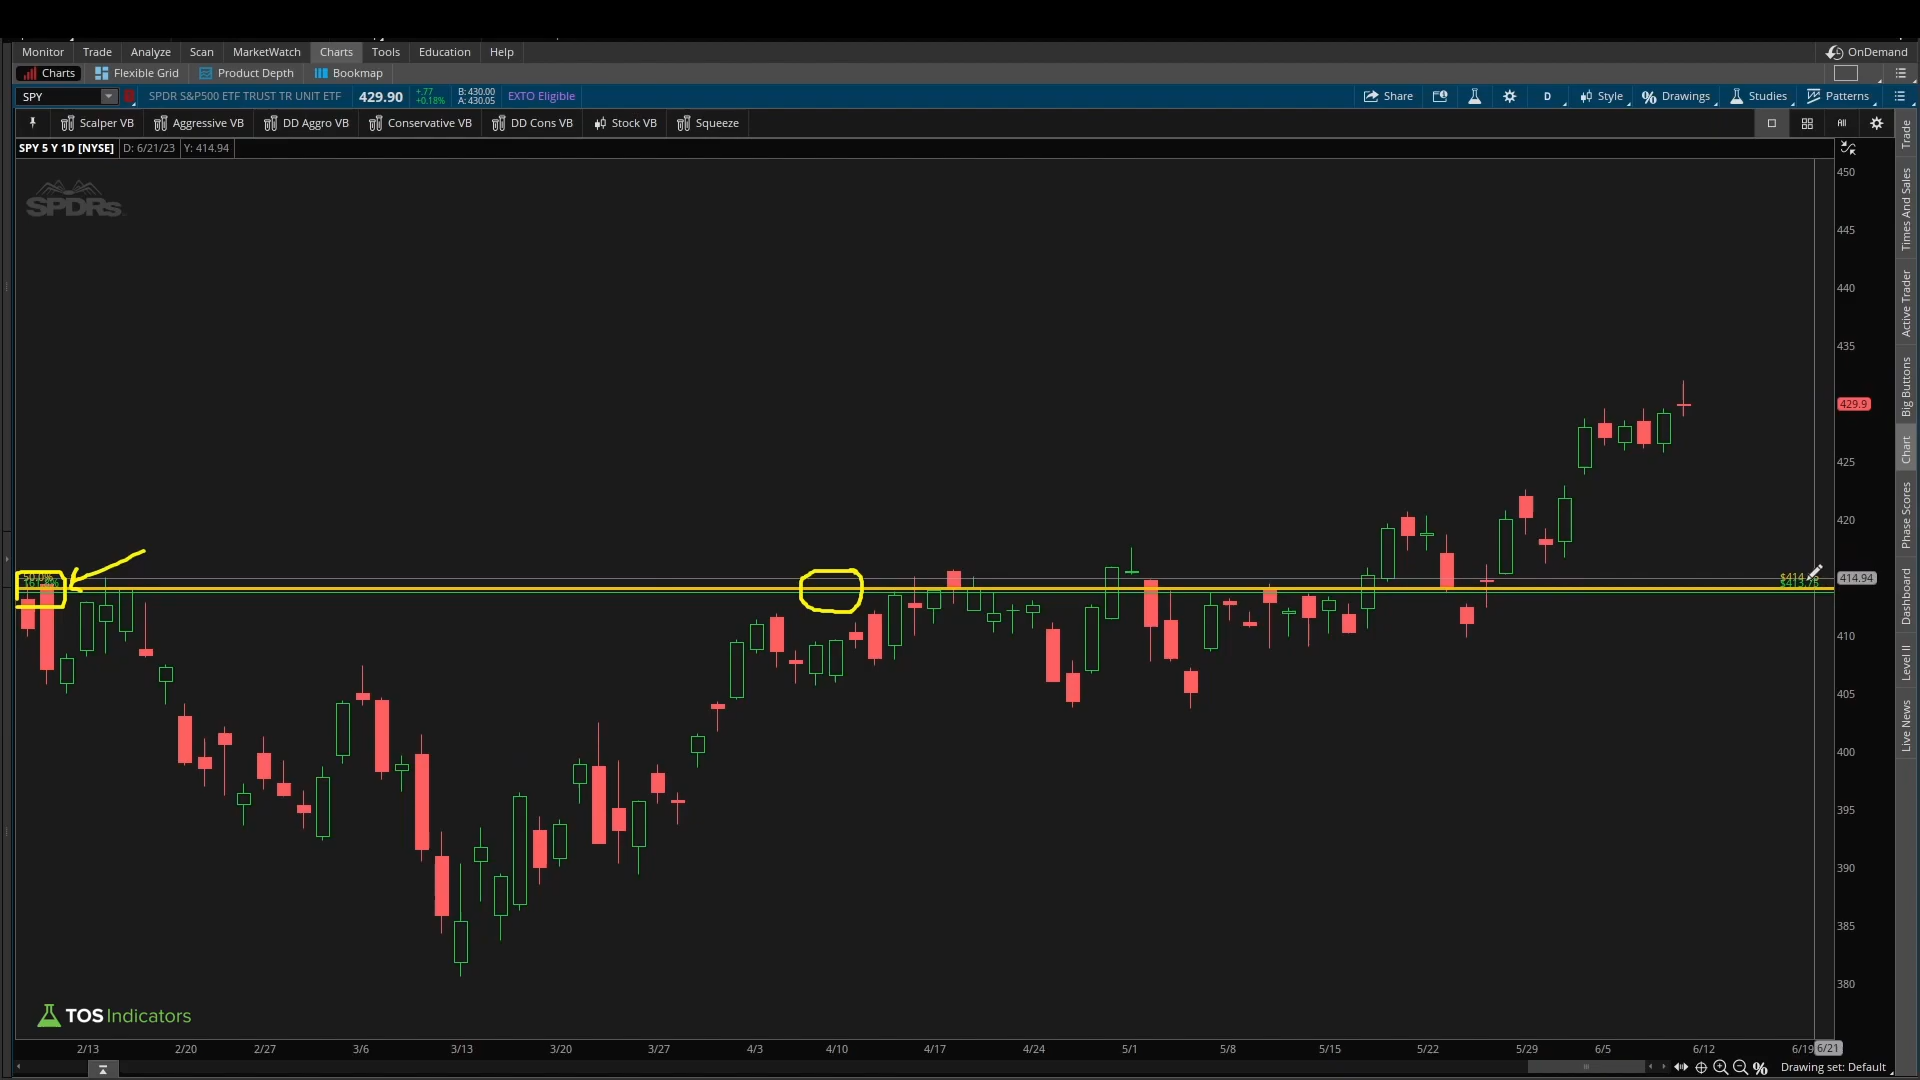 Monitor Trade Analyze Scan MarketWatch Charts Tools Education Help OnDemand
Charts Flexible Grid Product Depth Bookmap
SPY SPDR S&P500 ETF TRUST TR UNIT ETF 429.90 +.77 +0.18% B: 430.00 A: 430.05 EXTO Eligible Share D Style Drawings Studies Patterns
Scalper VB Aggressive VB DD Aggro VB Conservative VB DD Cons VB Stock VB Squeeze All
SPY 5 Y 1D [NYSE] D: 6/21/23 Y: 414.94
SPDRs
450
445
440
435
429.9
425
420
414.94
50.0%
$413.75
410
405
400
395
390
385
380
Trade
Times And Sales
Active Trader
Big Buttons
Chart
Phase Scores
Dashboard
Level II
Live News
TOS Indicators
2/13 2/20 2/27 3/6 3/13 3/20 3/27 4/3 4/10 4/17 4/24 5/1 5/8 5/15 5/22 5/29 6/5 6/12 6/19 6/21
Drawing set: Default